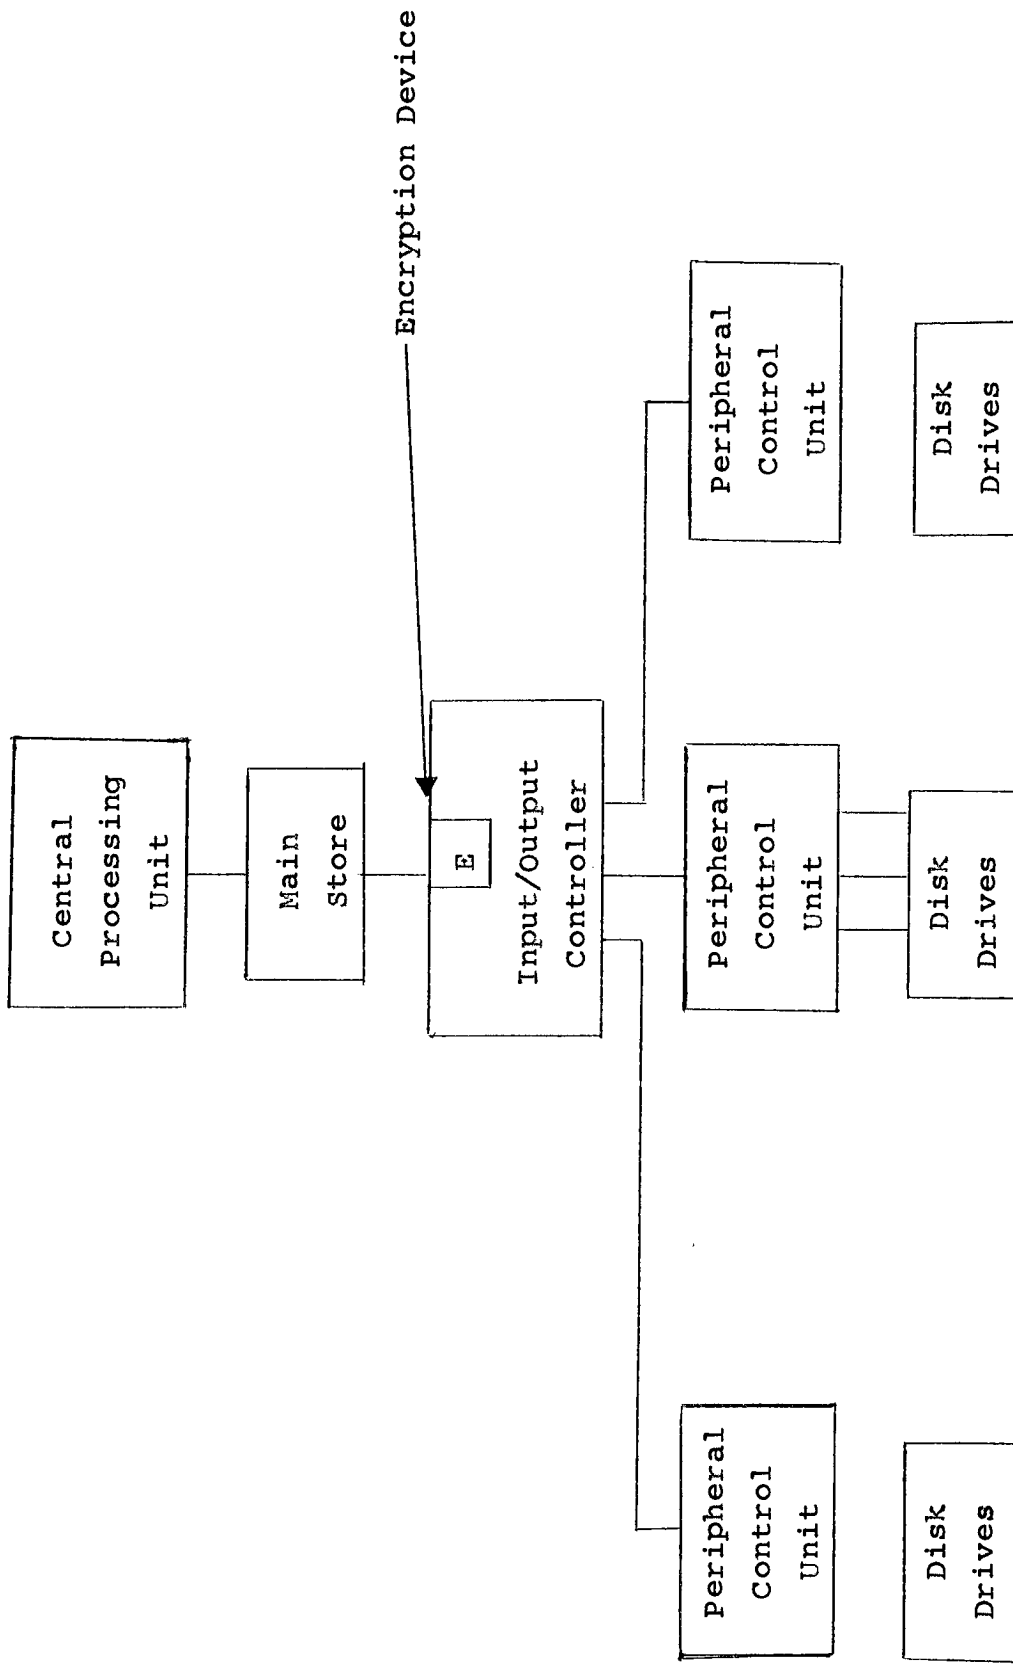 Central
Processing
Unit
Main
Store
Encryption Device
E
Input/Output
Controller
Peripheral
Control
Unit
Peripheral
Control
Unit
Peripheral
Control
Unit
Disk
Drives
Disk
Drives
Disk
Drives